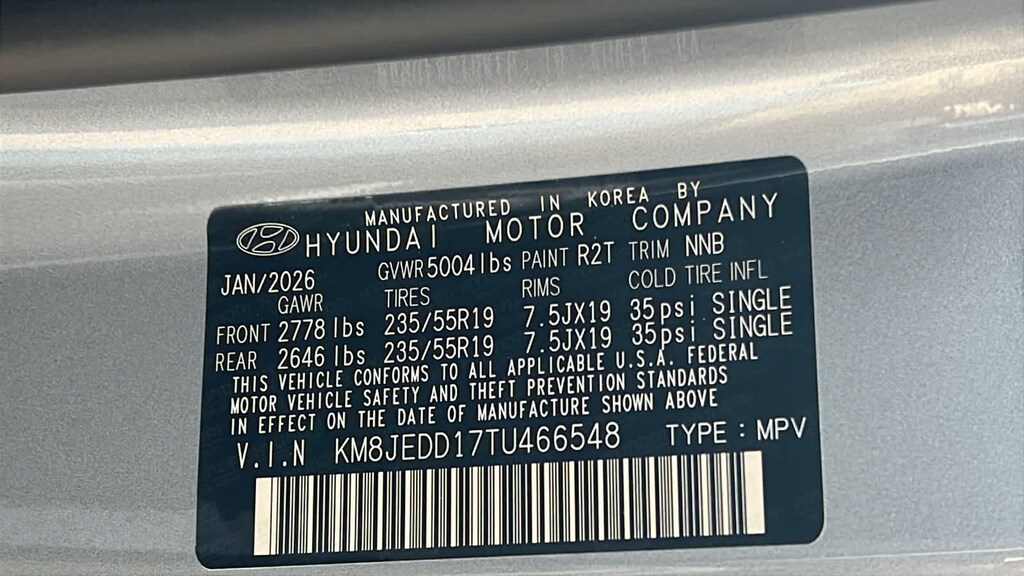 MANUFACTURED IN KOREA BY
HYUNDAI MOTOR COMPANY
JAN/2026 GVWR 5004lbs PAINT R2T TRIM NNB
GAWR TIRES RIMS COLD TIRE INFL
FRONT 2778 lbs 235/55R19 7.5JX19 35psi SINGLE
REAR 2646 lbs 235/55R19 7.5JX19 35psi SINGLE
THIS VEHICLE CONFORMS TO ALL APPLICABLE U.S.A. FEDERAL
MOTOR VEHICLE SAFETY AND THEFT PREVENTION STANDARDS
IN EFFECT ON THE DATE OF MANUFACTURE SHOWN ABOVE
V.I.N KM8JEDD17TU466548 TYPE : MPV